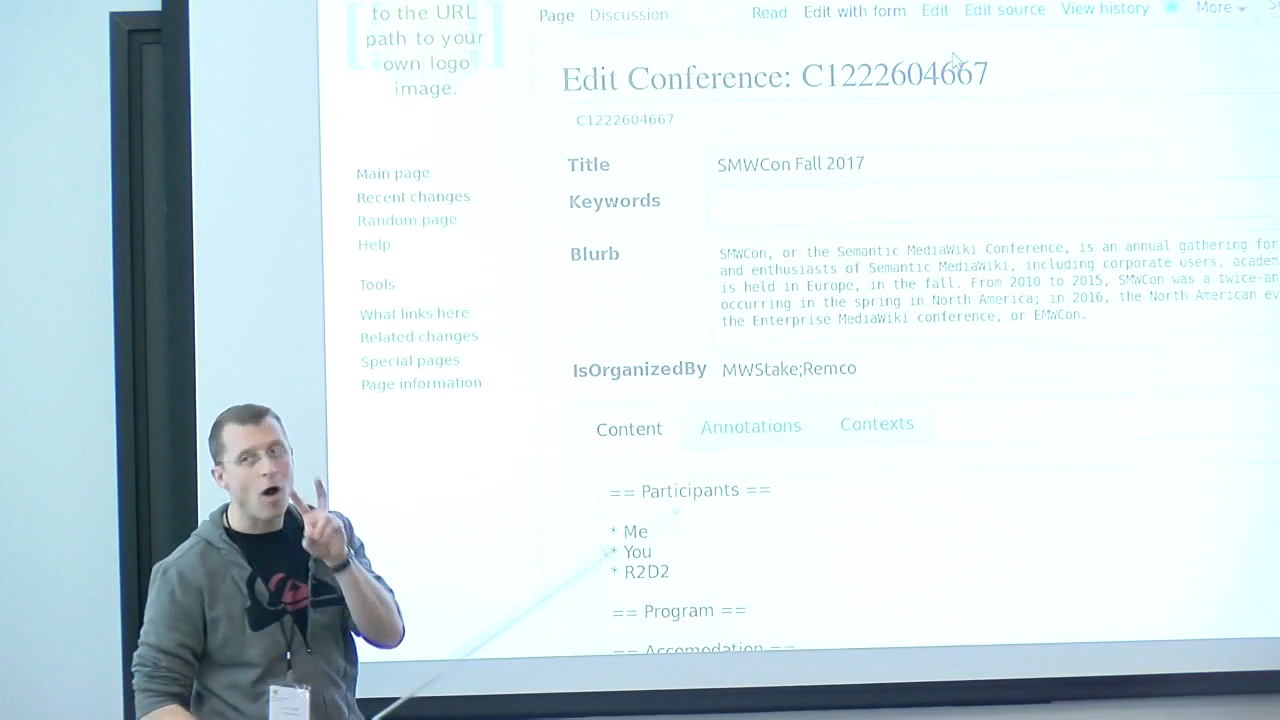 to the URL
path to your
own logo
image.
Page Discussion Read Edit with form Edit Edit source View history More
Edit Conference: C1222604667
C1222604667
Title SMWCon Fall 2017
Keywords
Blurb
SMWCon, or the Semantic MediaWiki Conference, is an annual gathering for
and enthusiasts of Semantic MediaWiki, including corporate users, academ
is held in Europe, in the fall. From 2010 to 2015, SMWCon was a twice-an
occurring in the spring in North America; in 2016, the North American ev
the Enterprise MediaWiki conference, or EMWCon.
IsOrganizedBy MWStake;Remco
Content Annotations Contexts
== Participants ==
* Me
* You
* R2D2
== Program ==
== Accomodation ==
Main page
Recent changes
Random page
Help
Tools
What links here
Related changes
Special pages
Page information